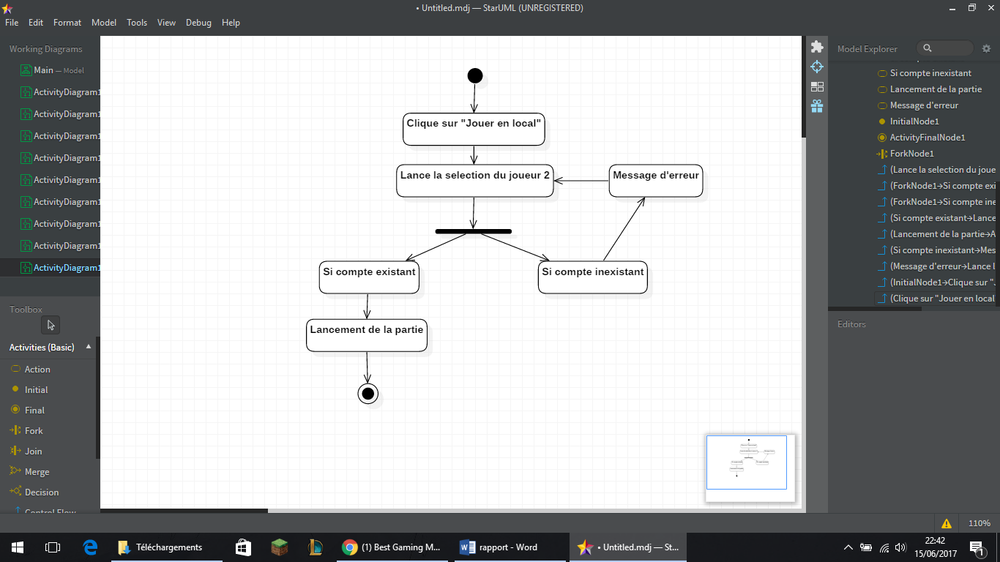 • Untitled.mdj — StarUML (UNREGISTERED)
File Edit Format Model Tools View Debug Help
Working Diagrams
Main — Model
ActivityDiagram1
ActivityDiagram1
ActivityDiagram1
ActivityDiagram1
ActivityDiagram1
ActivityDiagram1
ActivityDiagram1
ActivityDiagram1
ActivityDiagram1
Toolbox
Activities (Basic)
Action
Initial
Final
Fork
Join
Merge
Decision
Control Flow
Clique sur "Jouer en local"
Lance la selection du joueur 2
Message d'erreur
Si compte existant
Si compte inexistant
Lancement de la partie
Model Explorer
Si compte inexistant
Lancement de la partie
Message d'erreur
InitialNode1
ActivityFinalNode1
ForkNode1
(Lance la selection du joue
(ForkNode1→Si compte exi
(ForkNode1→Si compte ine
(Si compte existant→Lance
(Lancement de la partie→A
(Si compte inexistant→Mes
(Message d'erreur→Lance l
(InitialNode1→Clique sur "J
(Clique sur "Jouer en local
Editors
110%
Téléchargements
(1) Best Gaming M...
rapport - Word
• Untitled.mdj — St...
22:42
15/06/2017
1